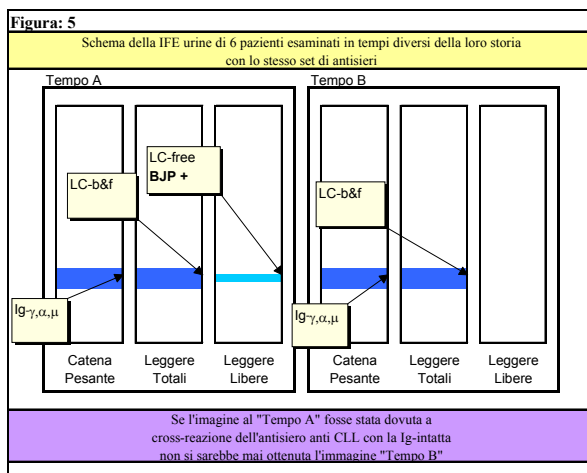 Figura: 5
Schema della IFE urine di 6 pazienti esaminati in tempi diversi della loro storia
con lo stesso set di antisieri
Tempo A
Tempo B
LC-free
BJP +
LC-b&f
LC-b&f
Ig-γ,α,μ
Ig-γ,α,μ
Catena
Pesante
Leggere
Totali
Leggere
Libere
Catena
Pesante
Leggere
Totali
Leggere
Libere
Se l'imagine al "Tempo A" fosse stata dovuta a
cross-reazione dell'antisiero anti CLL con la Ig-intatta
non si sarebbe mai ottenuta l'immagine "Tempo B"